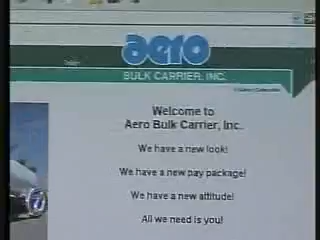 aero
BULK CARRIER, INC.
Welcome to
Aero Bulk Carrier, Inc.
We have a new look!
We have a new pay package!
We have a new attitude!
All we need is you!
7